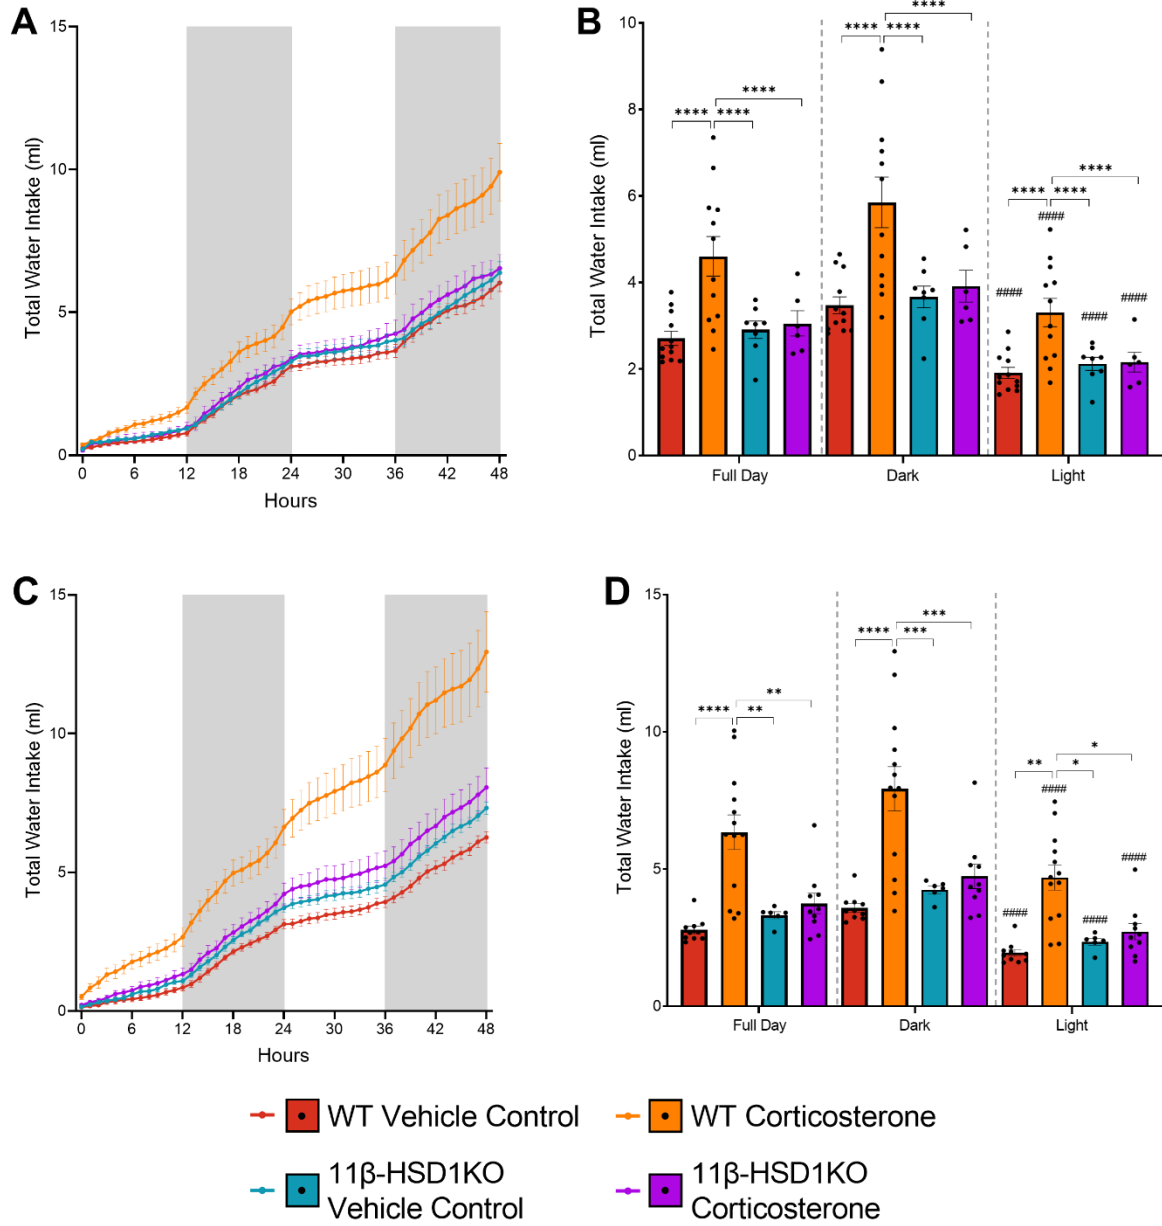 A
15
10
5
0
Total Water Intake (ml)
0 6 12 18 24 30 36 42 48
Hours
B
10
8
6
4
2
0
Total Water Intake (ml)
**** **** ****
**** **** ****
**** **** ****
#### #### #### ####
Full Day Dark Light
C
15
10
5
0
Total Water Intake (ml)
0 6 12 18 24 30 36 42 48
Hours
D
15
10
5
0
Total Water Intake (ml)
**** ** **
**** *** ***
** * *
#### #### #### ####
Full Day Dark Light
WT Vehicle Control
WT Corticosterone
11β-HSD1KO
Vehicle Control
11β-HSD1KO
Corticosterone